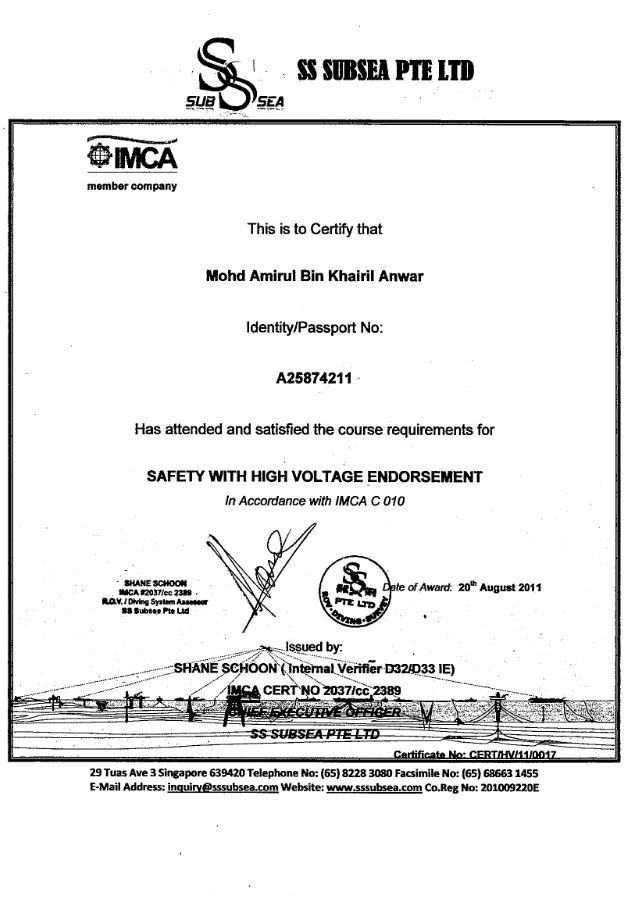 SS SUBSEA PTE LTD
SUB SEA
IMCA
member company
This is to Certify that
Mohd Amirul Bin Khairil Anwar
Identity/Passport No:
A25874211
Has attended and satisfied the course requirements for
SAFETY WITH HIGH VOLTAGE ENDORSEMENT
In Accordance with IMCA C 010
SHANE SCHOON
IMCA #2037/cc 2389
R.O.V. / Diving System Assessor
SS Subsea Pte Ltd
PTE LTD
ROV - DIVING - SURVEY
Date of Award: 20th August 2011
Issued by:
SHANE SCHOON ( Internal Verifier D32/D33 IE)
IMCA CERT NO 2037/cc 2389
CHIEF EXECUTIVE OFFICER
SS SUBSEA PTE LTD
Certificate No: CERT/HV/11/0017
29 Tuas Ave 3 Singapore 639420 Telephone No: (65) 8228 3080 Facsimile No: (65) 68663 1455
E-Mail Address: inquiry@sssubsea.com Website: www.sssubsea.com Co.Reg No: 201009220E